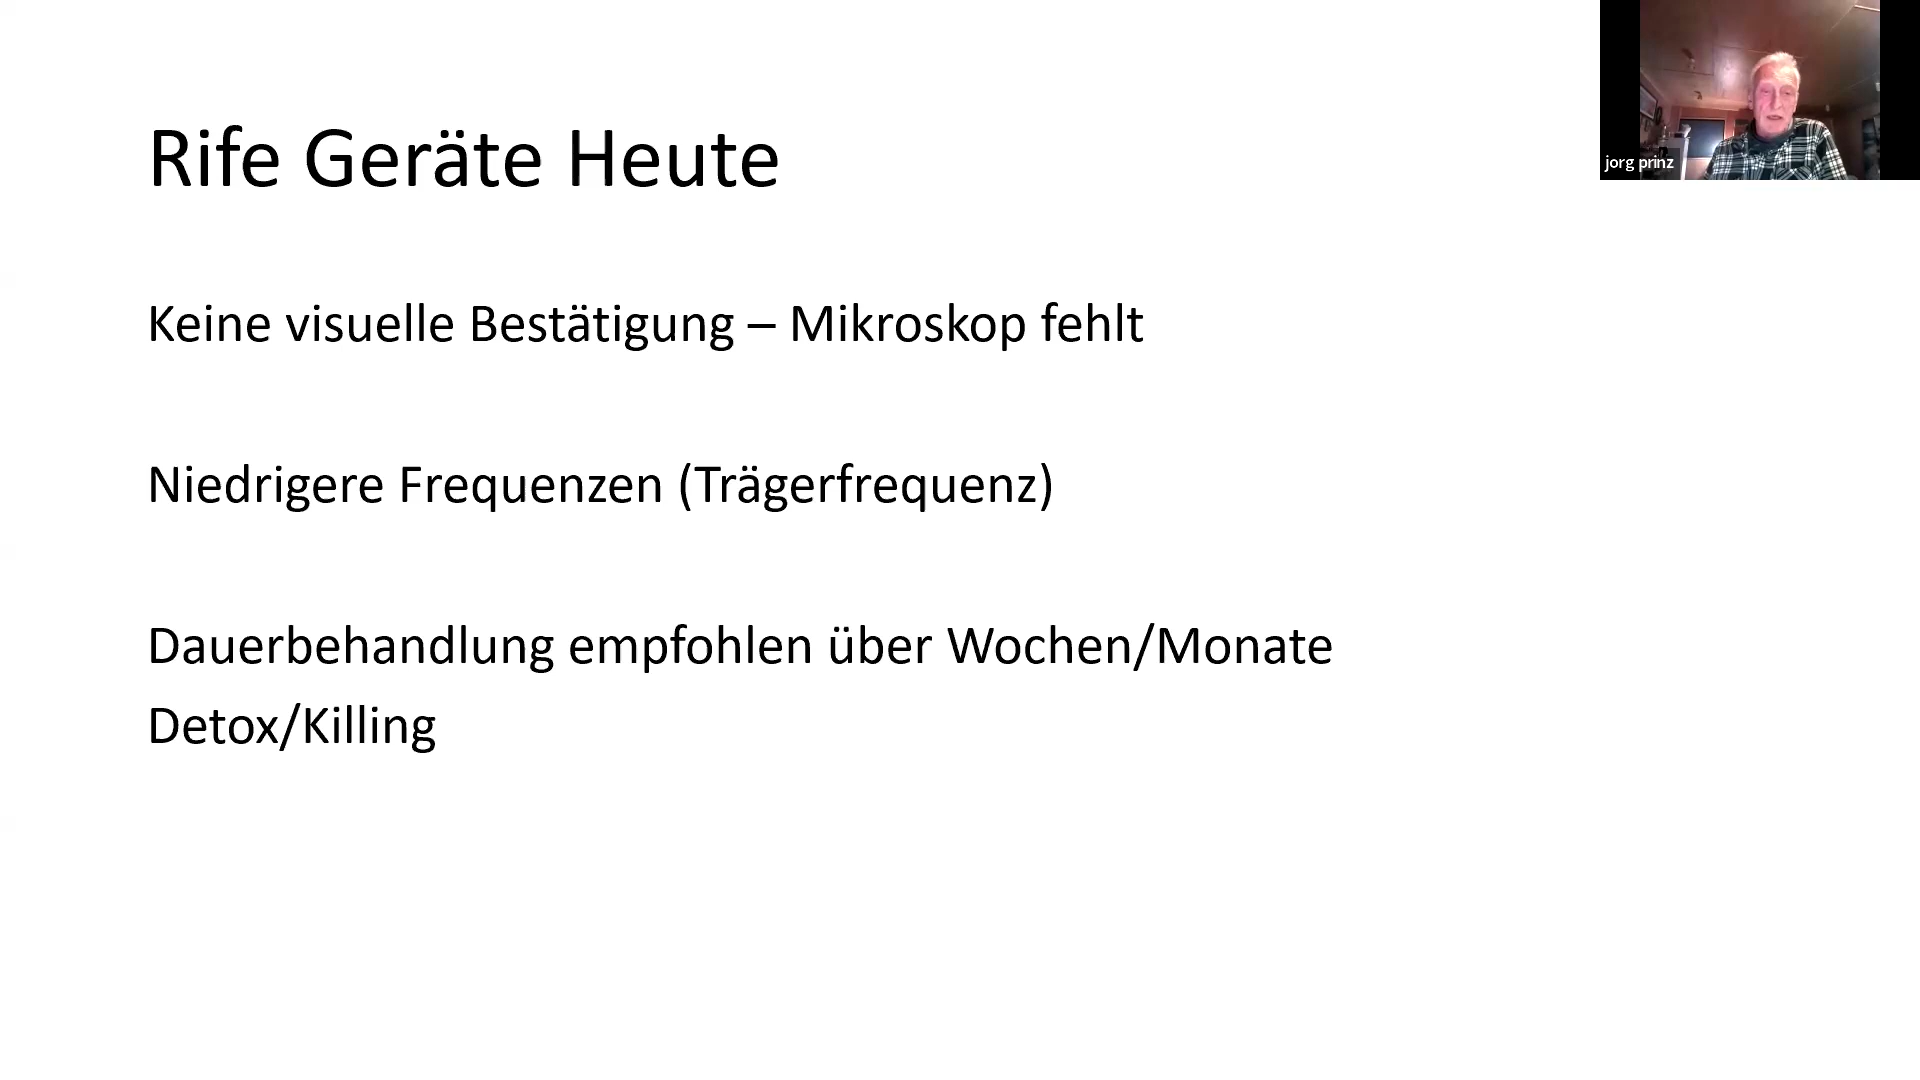 Rife Geräte Heute
jorg prinz
Keine visuelle Bestätigung – Mikroskop fehlt
Niedrigere Frequenzen (Trägerfrequenz)
Dauerbehandlung empfohlen über Wochen/Monate
Detox/Killing